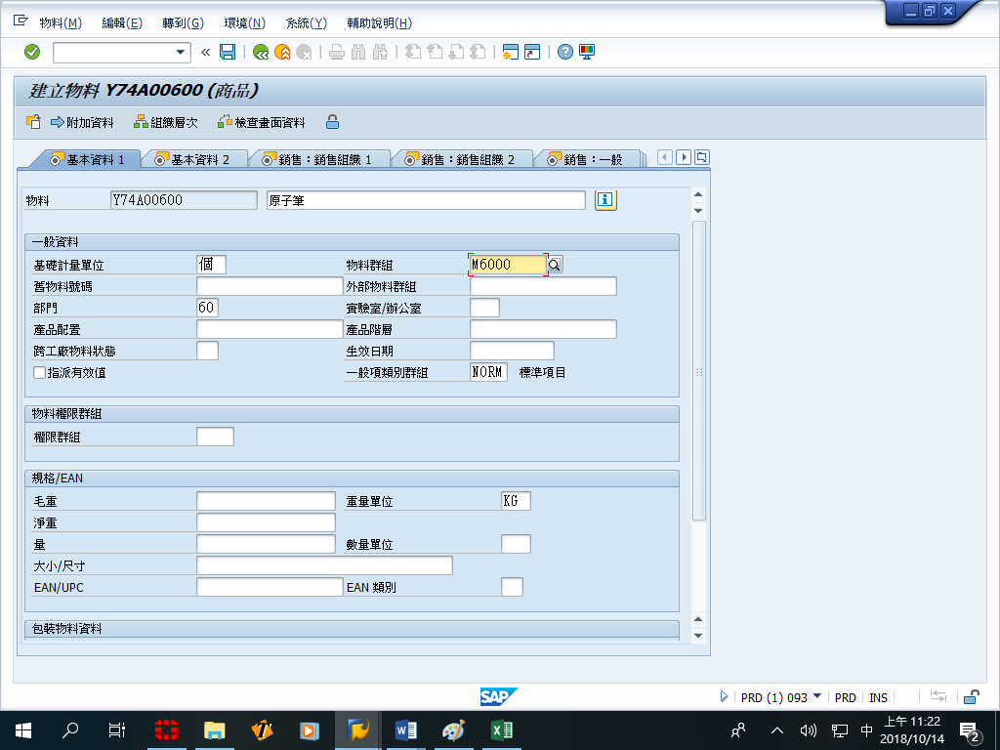 物料(M) 編輯(E) 轉到(G) 環境(N) 系統(Y) 輔助說明(H)
建立物料 Y74A00600 (商品)
附加資料 組織層次 檢查畫面資料
基本資料 1 基本資料 2 銷售：銷售組織 1 銷售：銷售組織 2 銷售：一般
物料 Y74A00600 原子筆
一般資料
基礎計量單位 個 物料群組 M6000
舊物料號碼 外部物料群組
部門 60 實驗室/辦公室
產品配置 產品階層
跨工廠物料狀態 生效日期
指派有效值 一般項類別群組 NORM 標準項目
物料權限群組
權限群組
規格/EAN
毛重 重量單位 KG
淨重
量 數量單位
大小/尺寸
EAN/UPC EAN 類別
包裝物料資料
SAP PRD (1) 093 PRD INS
中 上午 11:22
2018/10/14 2